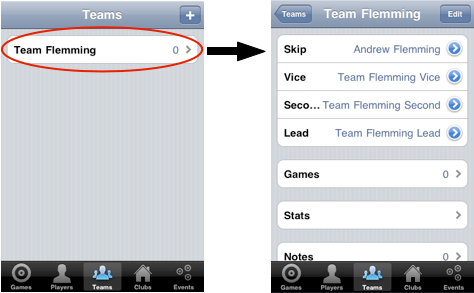 Teams
+
Team Flemming 0
Games Players Teams Clubs Events
Teams Team Flemming Edit
Skip Andrew Flemming
Vice Team Flemming Vice
Seco... Team Flemming Second
Lead Team Flemming Lead
Games 0
Stats
Notes 0
Games Players Teams Clubs Events